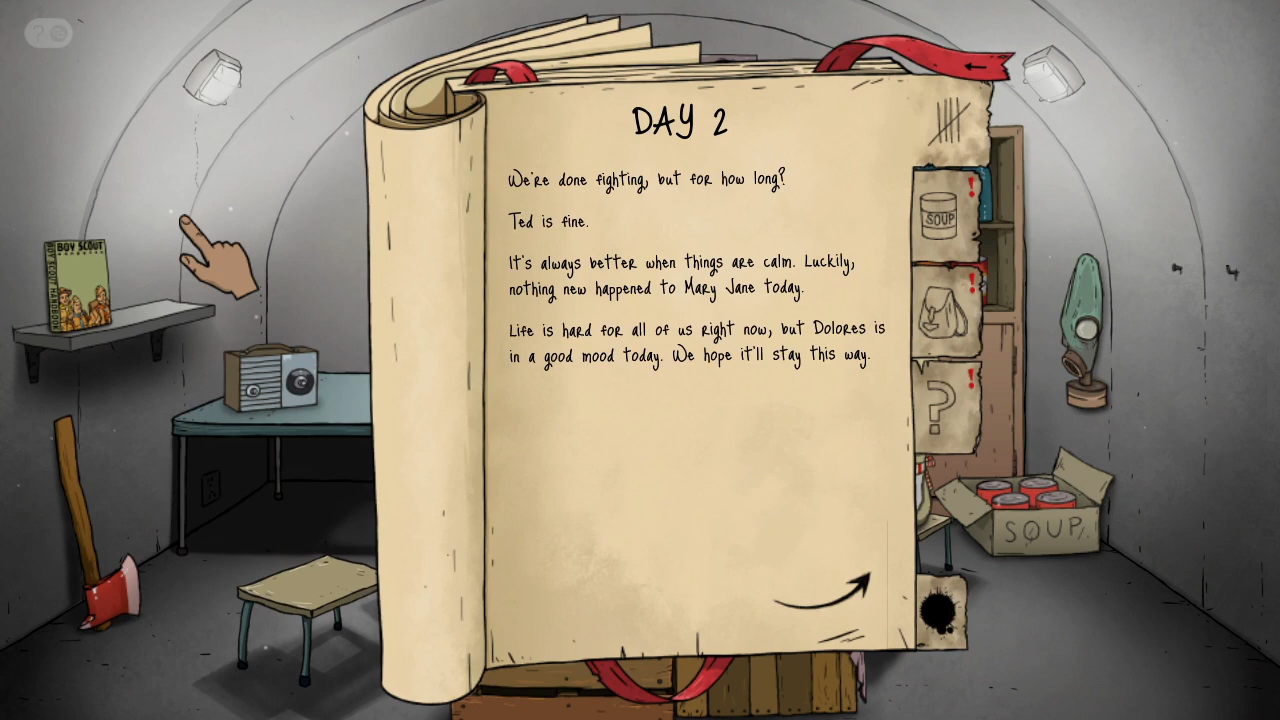 DAY 2
We're done fighting, but for how long?
Ted is fine.
It's always better when things are calm. Luckily,
nothing new happened to Mary Jane today.
Life is hard for all of us right now, but Dolores is
in a good mood today. We hope it'll stay this way.
SOUP
!
!
?
!
BOY SCOUT
BOY SCOUT HANDBOOK
SOUP
?